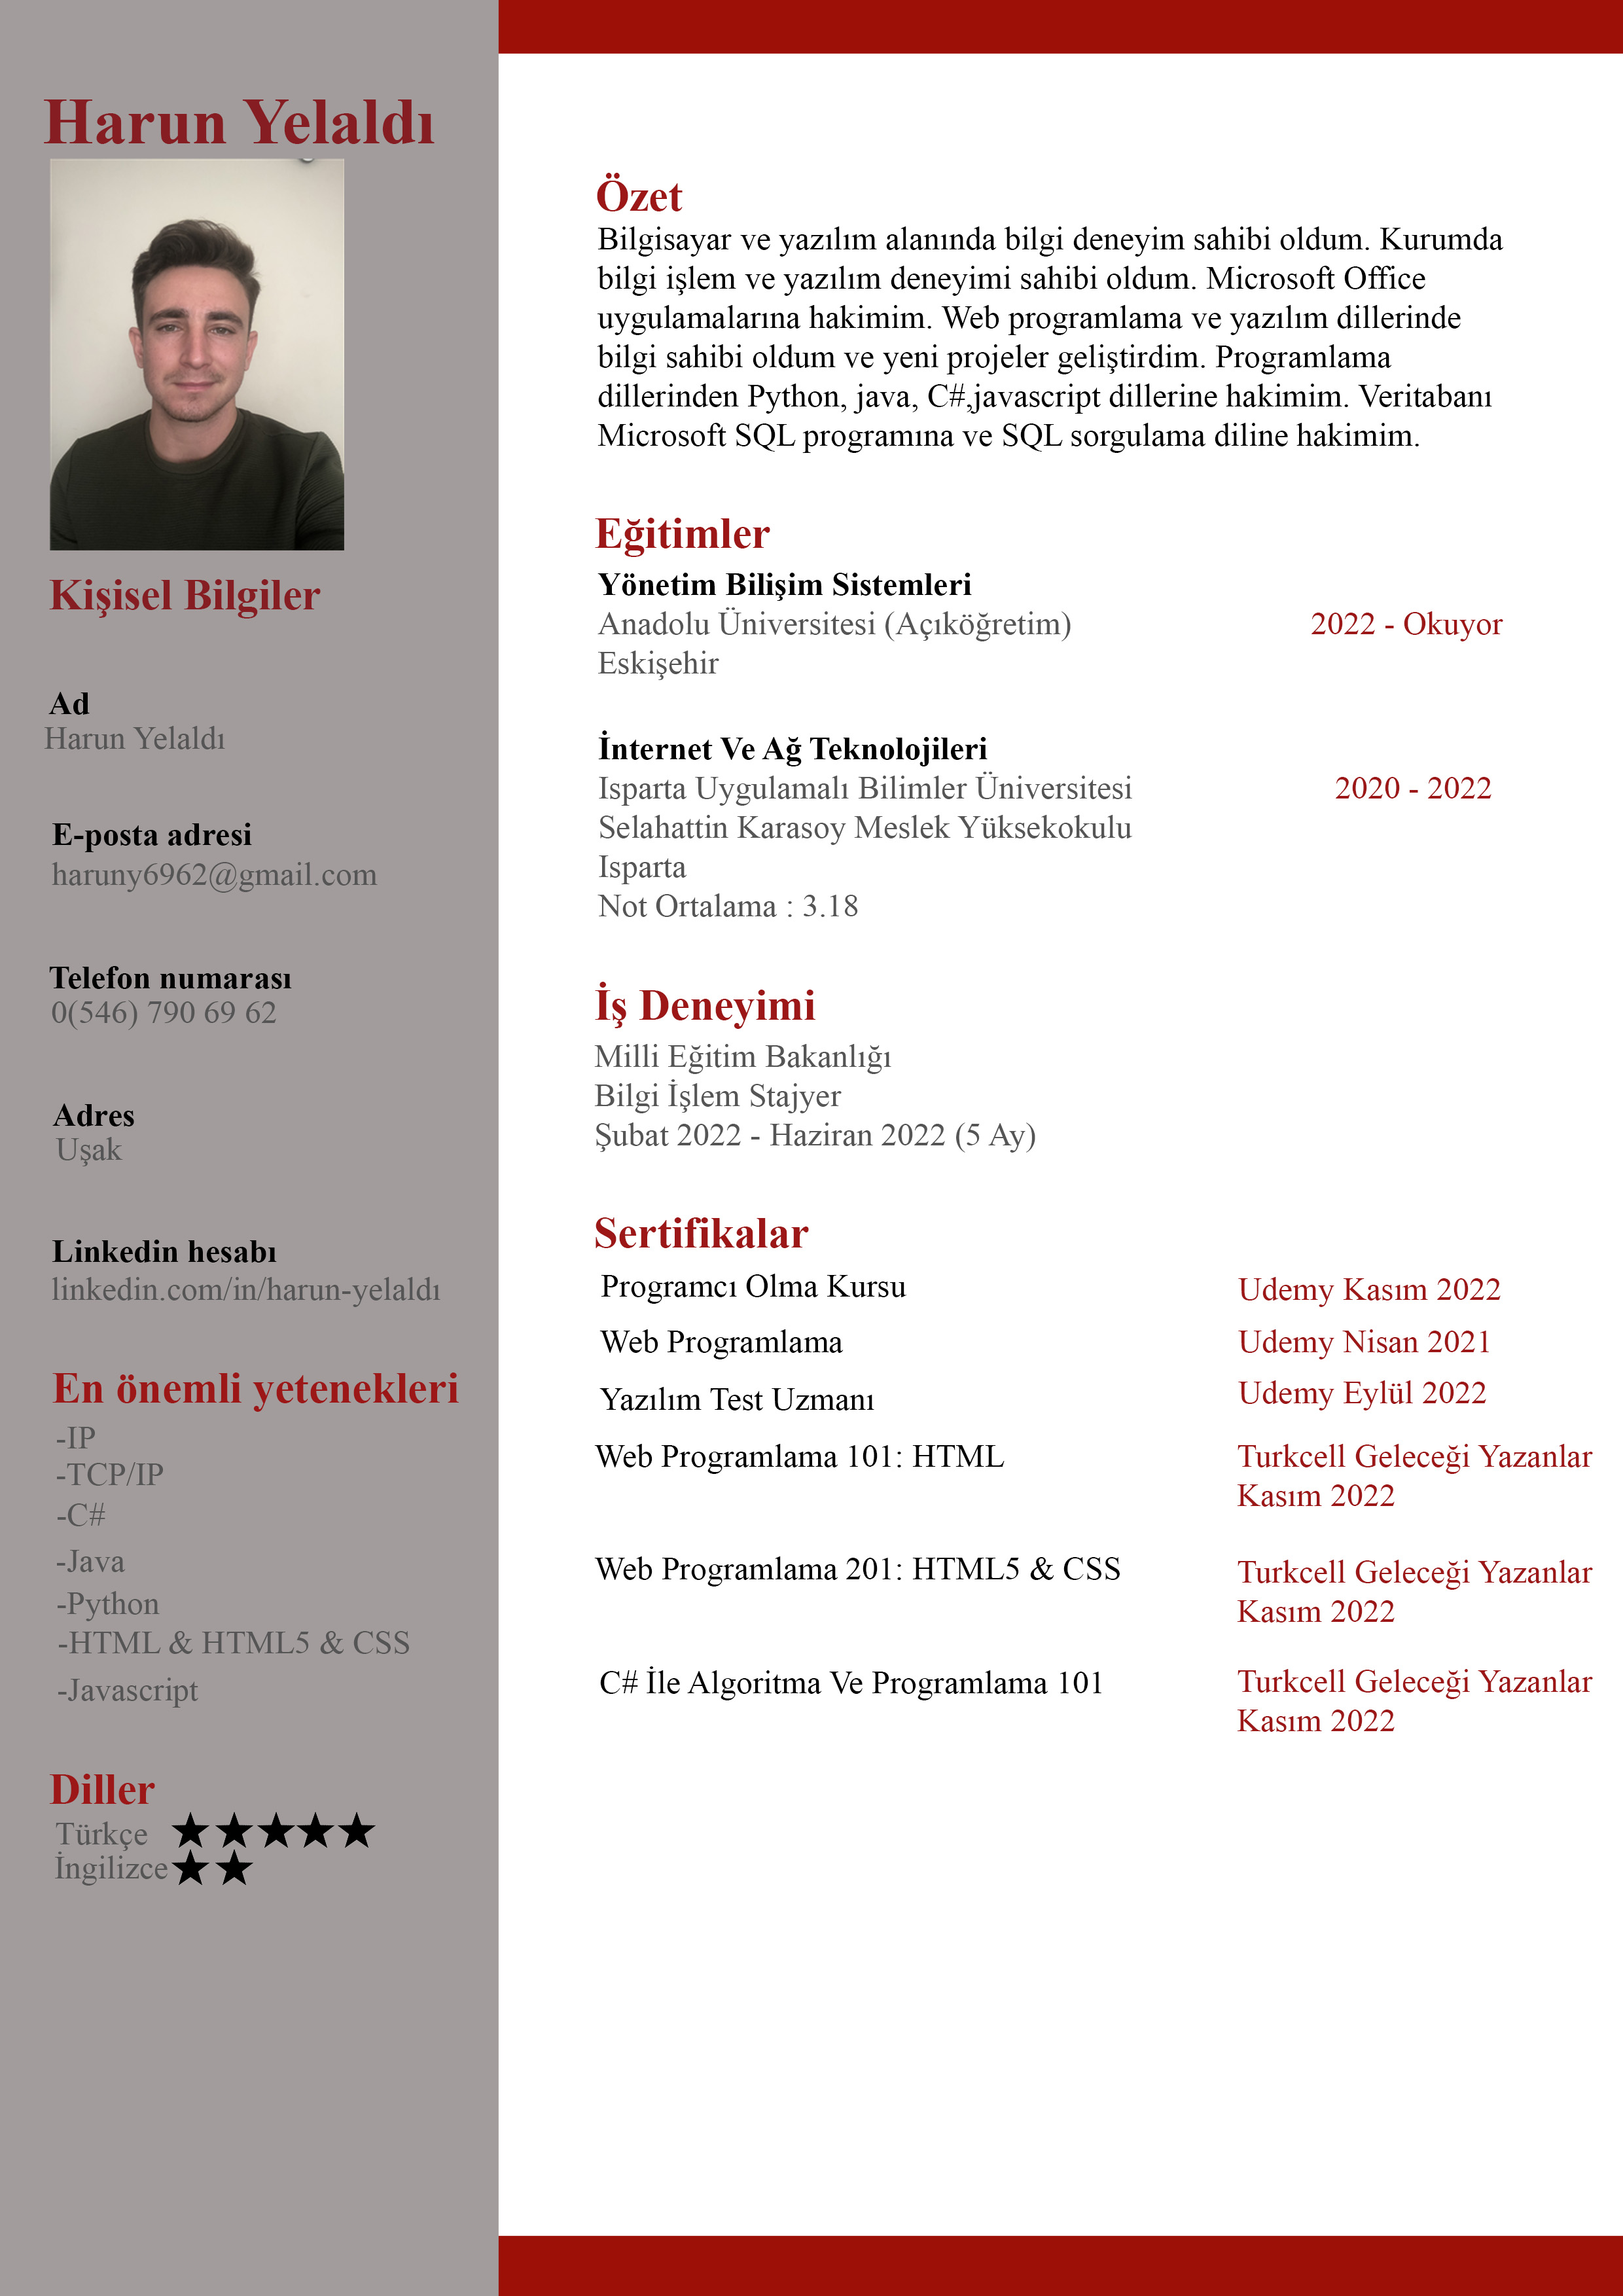 Harun Yelaldı
Kişisel Bilgiler
Ad
Harun Yelaldı
E-posta adresi
haruny6962@gmail.com
Telefon numarası
0(546) 790 69 62
Adres
Uşak
Linkedin hesabı
linkedin.com/in/harun-yelaldı
En önemli yetenekleri
-IP
-TCP/IP
-C#
-Java
-Python
-HTML & HTML5 & CSS
-Javascript
Diller
Türkçe ★★★★★
İngilizce ★★
Özet
Bilgisayar ve yazılım alanında bilgi deneyim sahibi oldum. Kurumda
bilgi işlem ve yazılım deneyimi sahibi oldum. Microsoft Office
uygulamalarına hakimim. Web programlama ve yazılım dillerinde
bilgi sahibi oldum ve yeni projeler geliştirdim. Programlama
dillerinden Python, java, C#,javascript dillerine hakimim. Veritabanı
Microsoft SQL programına ve SQL sorgulama diline hakimim.
Eğitimler
Yönetim Bilişim Sistemleri
Anadolu Üniversitesi (Açıköğretim) 2022 - Okuyor
Eskişehir
İnternet Ve Ağ Teknolojileri
Isparta Uygulamalı Bilimler Üniversitesi 2020 - 2022
Selahattin Karasoy Meslek Yüksekokulu
Isparta
Not Ortalama : 3.18
İş Deneyimi
Milli Eğitim Bakanlığı
Bilgi İşlem Stajyer
Şubat 2022 - Haziran 2022 (5 Ay)
Sertifikalar
Programcı Olma Kursu Udemy Kasım 2022
Web Programlama Udemy Nisan 2021
Yazılım Test Uzmanı Udemy Eylül 2022
Web Programlama 101: HTML Turkcell Geleceği Yazanlar
Kasım 2022
Web Programlama 201: HTML5 & CSS Turkcell Geleceği Yazanlar
Kasım 2022
C# İle Algoritma Ve Programlama 101 Turkcell Geleceği Yazanlar
Kasım 2022